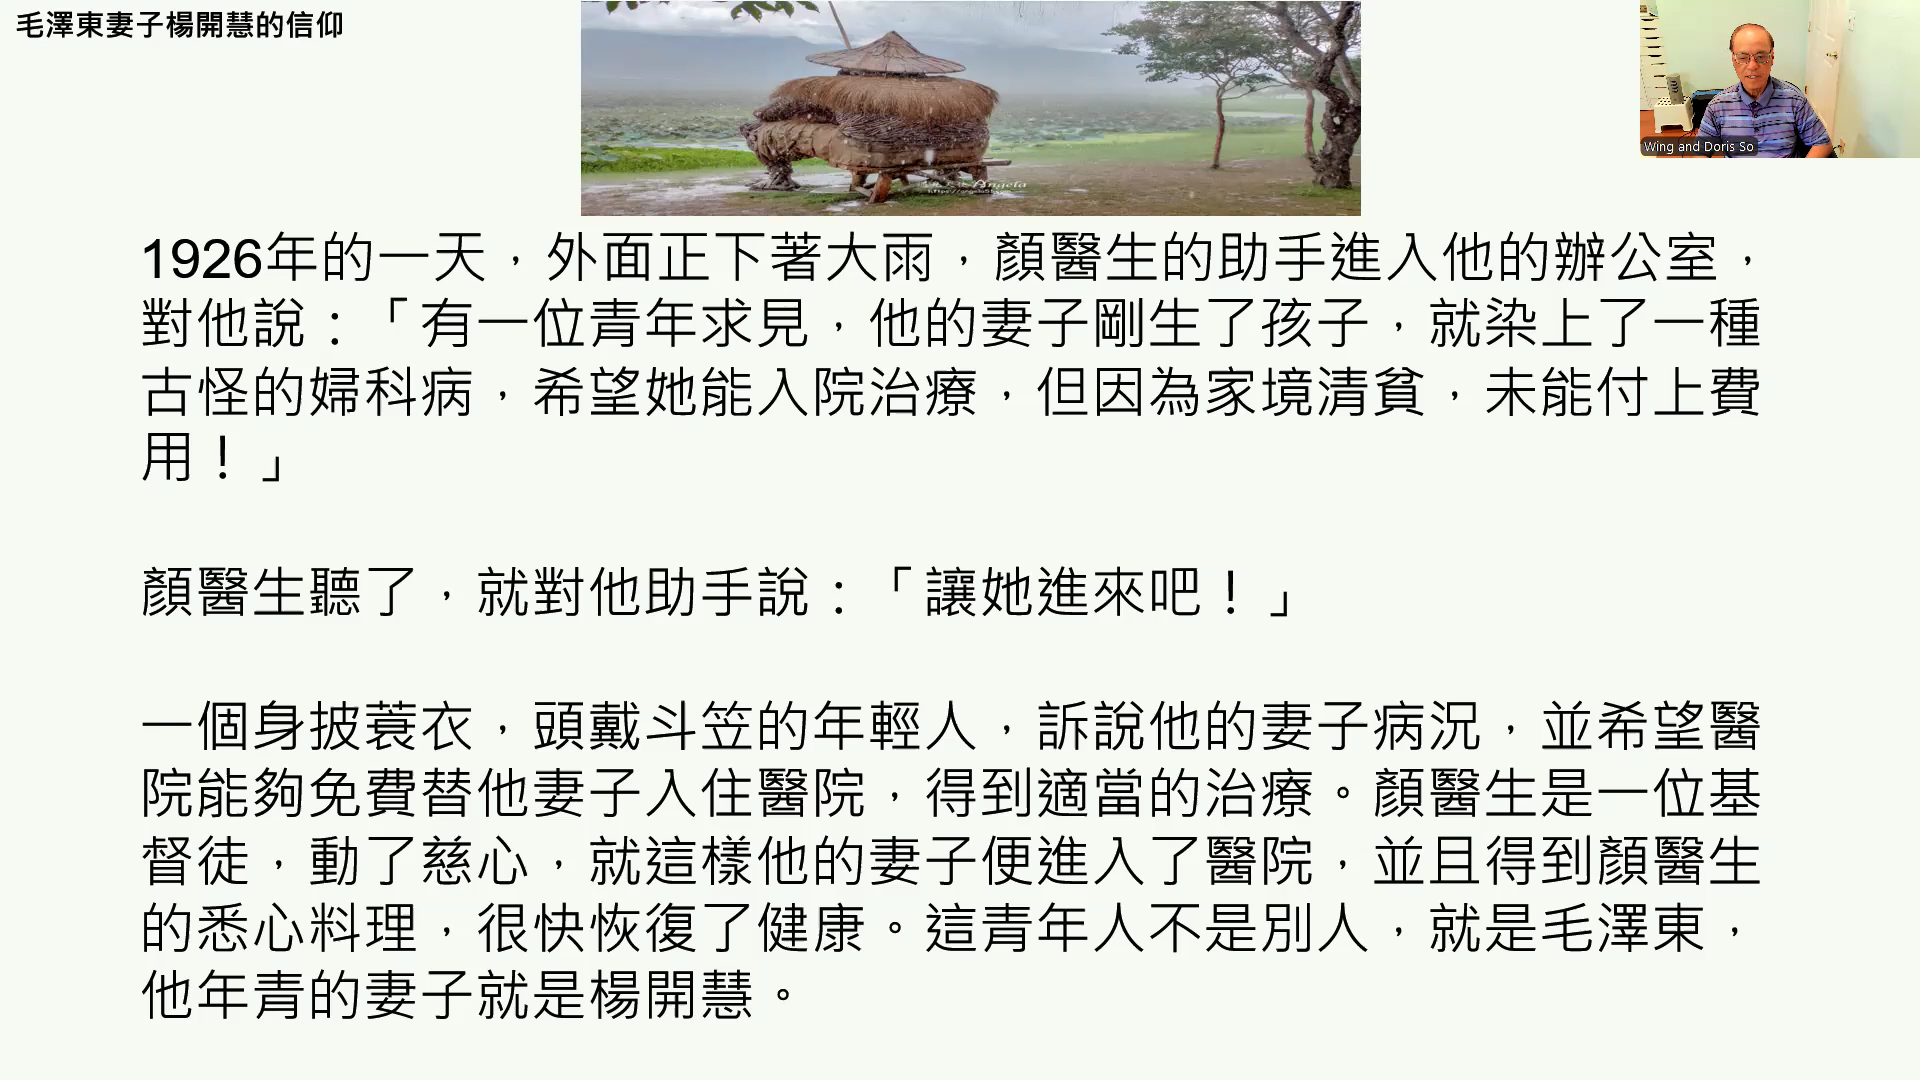 毛澤東妻子楊開慧的信仰
Angela
Wing and Doris So
1926年的一天，外面正下著大雨，顏醫生的助手進入他的辦公室，
對他說：「有一位青年求見，他的妻子剛生了孩子，就染上了一種
古怪的婦科病，希望她能入院治療，但因為家境清貧，未能付上費
用！」
顏醫生聽了，就對他助手說：「讓她進來吧！」
一個身披蓑衣，頭戴斗笠的年輕人，訴說他的妻子病況，並希望醫
院能夠免費替他妻子入住醫院，得到適當的治療。顏醫生是一位基
督徒，動了慈心，就這樣他的妻子便進入了醫院，並且得到顏醫生
的悉心料理，很快恢復了健康。這青年人不是別人，就是毛澤東，
他年青的妻子就是楊開慧。